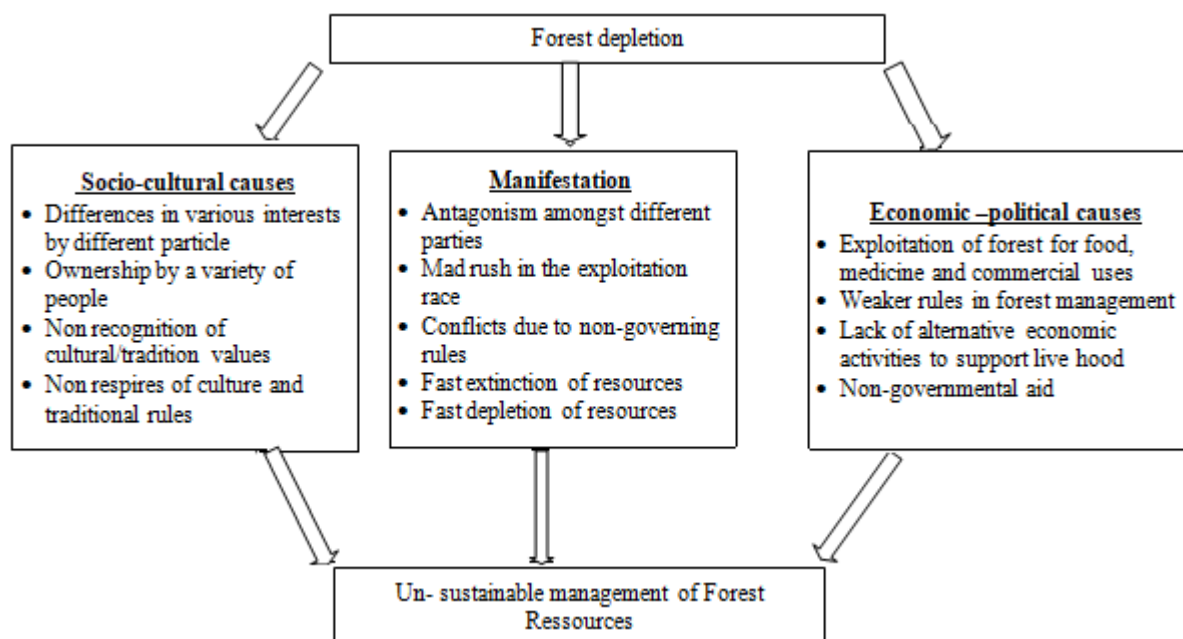 Forest depletion
Socio-cultural causes
• Differences in various interests
by different particle
• Ownership by a variety of
people
• Non recognition of
cultural/tradition values
• Non respires of culture and
traditional rules
Manifestation
• Antagonism amongst different
parties
• Mad rush in the exploitation
race
• Conflicts due to non-governing
rules
• Fast extinction of resources
• Fast depletion of resources
Economic –political causes
• Exploitation of forest for food,
medicine and commercial uses
• Weaker rules in forest management
• Lack of alternative economic
activities to support live hood
• Non-governmental aid
Un- sustainable management of Forest
Ressources